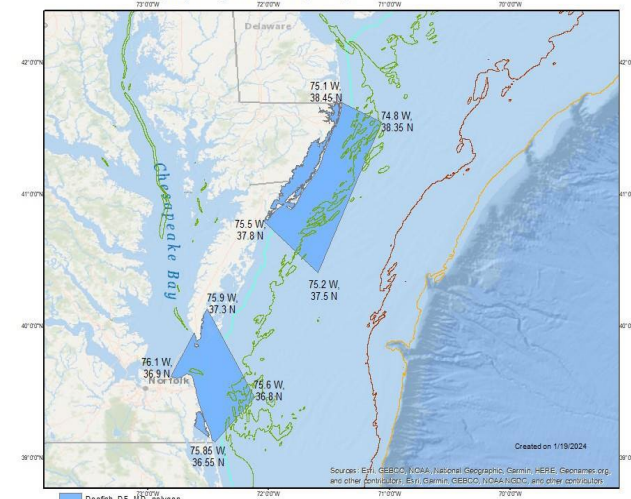 73°0'0"W 72°0'0"W 71°0'0"W 70°0'0"W
Delaware
42°0'0"N
75.1 W,
38.45 N
74.8 W,
38.35 N
41°0'0"N
Chesapeake Bay
75.5 W,
37.8 N
75.2 W,
37.5 N
75.9 W,
37.3 N
40°0'0"N
76.1 W,
36.9 N
Norfolk
75.6 W,
36.8 N
75.85 W
36.55 N
Created on 1/19/2024
39°0'0"N
Sources: Esri, GEBCO, NOAA, National Geographic, Garmin, HERE, Geonames.org,
and other contributors, Esri, Garmin, GEBCO, NOAA NGDC, and other contributors
73°0'0"W 72°0'0"W 71°0'0"W 70°0'0"W